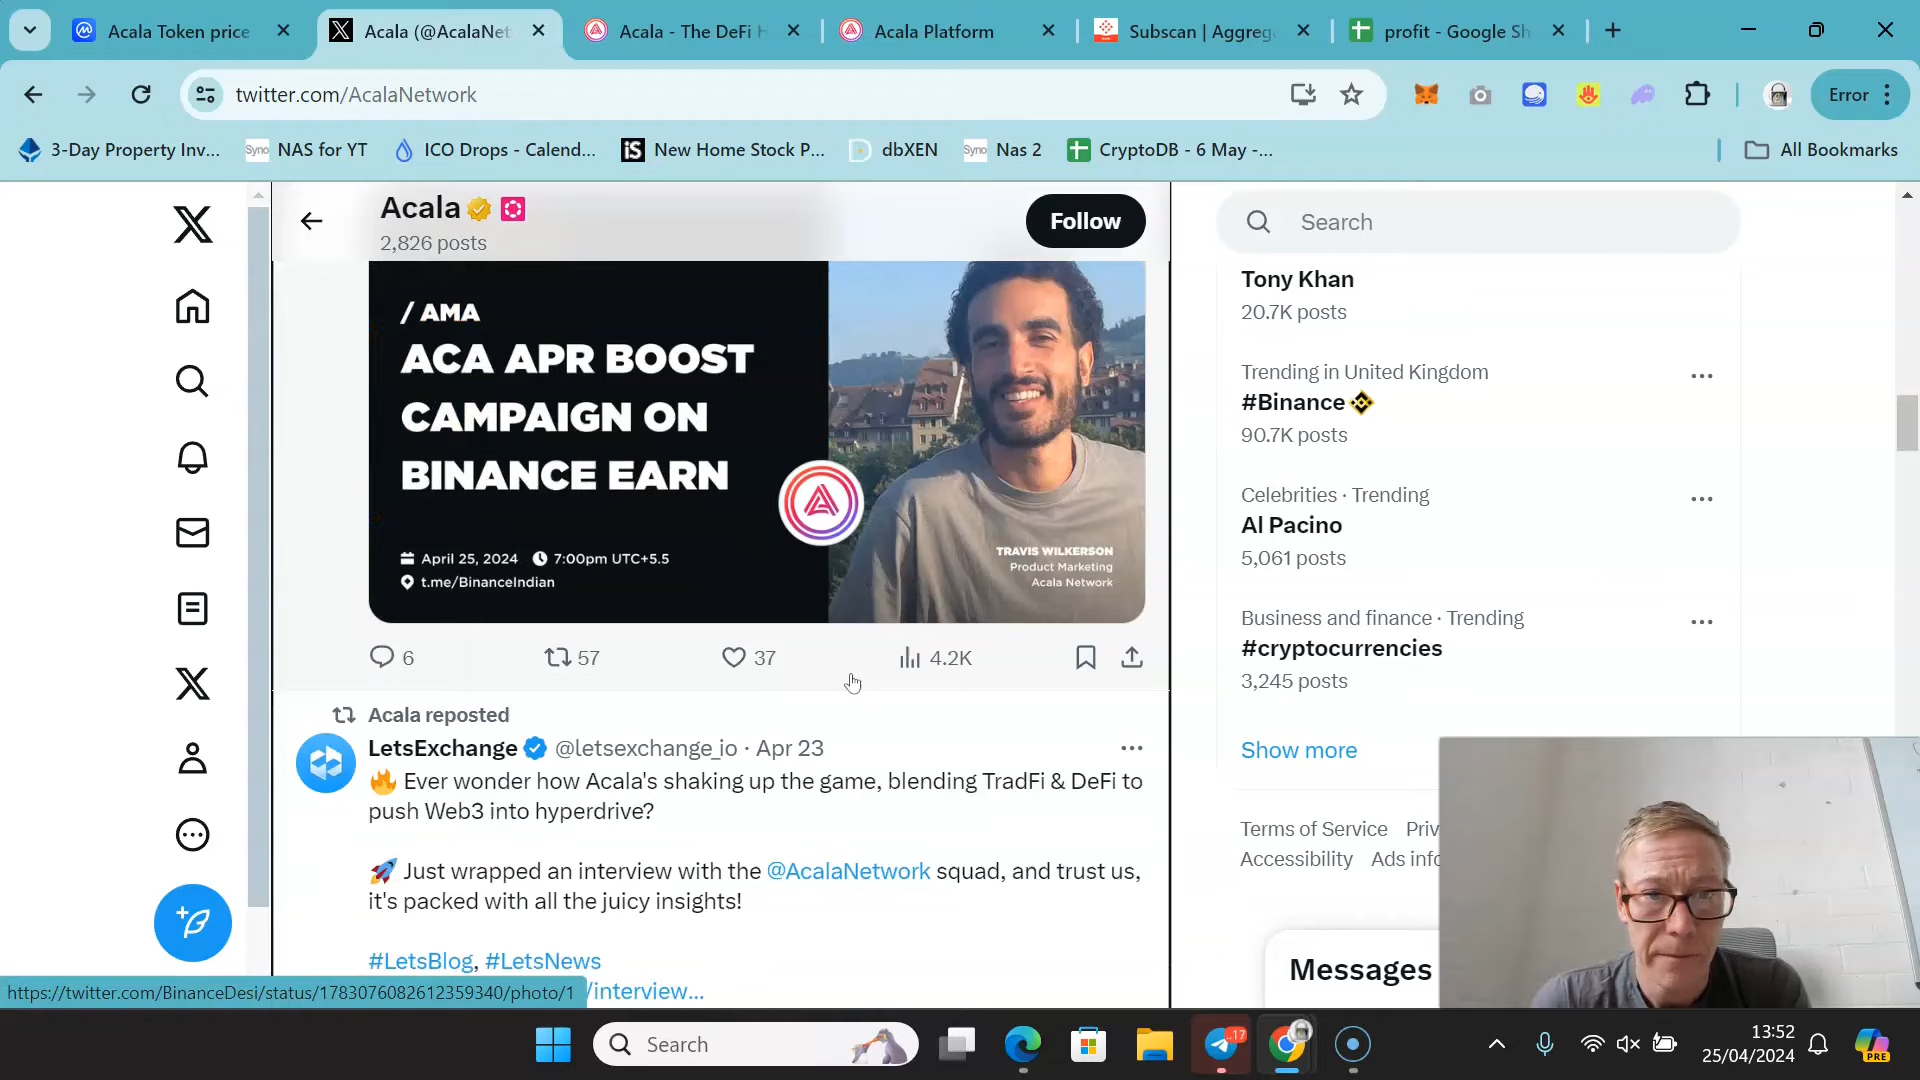 Acala Token price
Acala (@AcalaNet
Acala - The DeFi H
Acala Platform
Subscan | Aggreg
profit - Google Sh
twitter.com/AcalaNetwork
Error
3-Day Property Inv...
Syno NAS for YT
ICO Drops - Calend...
iS New Home Stock P...
dbXEN
Syno Nas 2
CryptoDB - 6 May -...
All Bookmarks
Acala
2,826 posts
Follow
/ AMA
ACA APR BOOST
CAMPAIGN ON
BINANCE EARN
April 25, 2024 7:00pm UTC+5.5
t.me/BinanceIndian
TRAVIS WILKERSON
Product Marketing
Acala Network
6 57 37 4.2K
Acala reposted
LetsExchange @letsexchange_io · Apr 23
Ever wonder how Acala's shaking up the game, blending TradFi & DeFi to
push Web3 into hyperdrive?
Just wrapped an interview with the @AcalaNetwork squad, and trust us,
it's packed with all the juicy insights!
#LetsBlog, #LetsNews
/interview...
https://twitter.com/BinanceDesi/status/1783076082612359340/photo/1
Search
Tony Khan
20.7K posts
Trending in United Kingdom
#Binance
90.7K posts
Celebrities · Trending
Al Pacino
5,061 posts
Business and finance · Trending
#cryptocurrencies
3,245 posts
Show more
Terms of Service Priv
Accessibility Ads info
Messages
Search
..17
13:52
25/04/2024
PRE